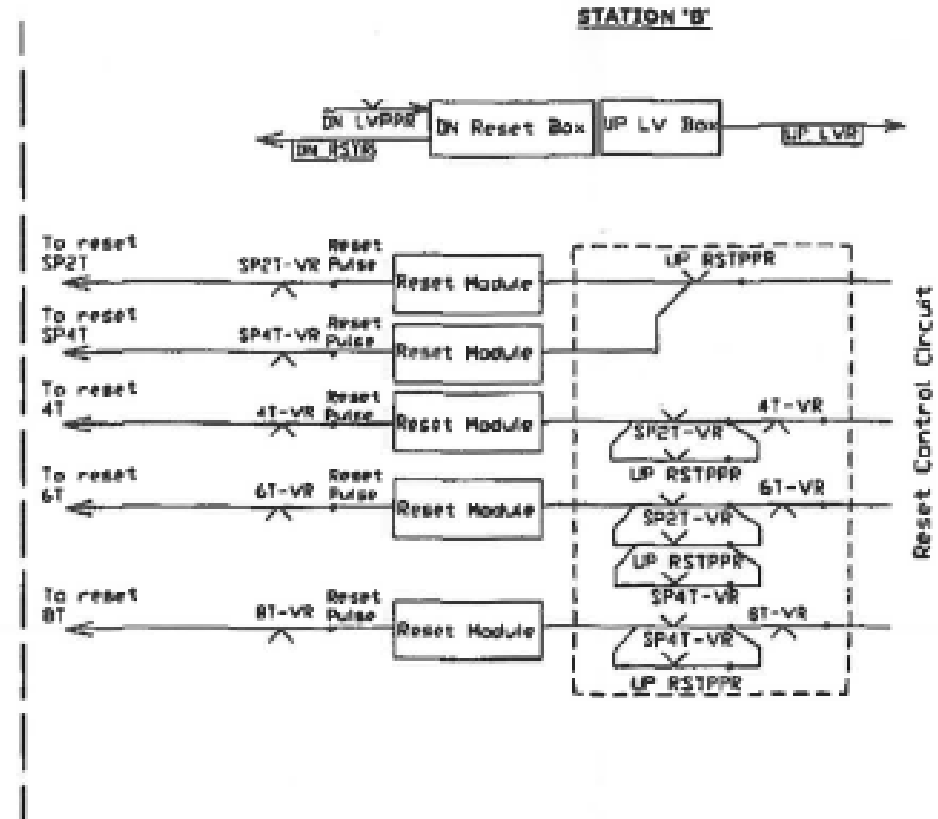 STATION 'B'
DN LVPPR
DN Reset Box
UP LV Box
UP LVR
DN RSYR
To reset
SP2T
SP2T-VR
Reset
Pulse
Reset Module
UP RSTPPR
To reset
SP4T
SP4T-VR
Reset
Pulse
Reset Module
To reset
4T
4T-VR
Reset
Pulse
Reset Module
SP2T-VR
4T-VR
UP RSTPPR
To reset
6T
6T-VR
Reset
Pulse
Reset Module
SP2T-VR
6T-VR
UP RSTPPR
SP4T-VR
To reset
8T
8T-VR
Reset
Pulse
Reset Module
SP4T-VR
8T-VR
UP RSTPPR
Reset Control Circuit